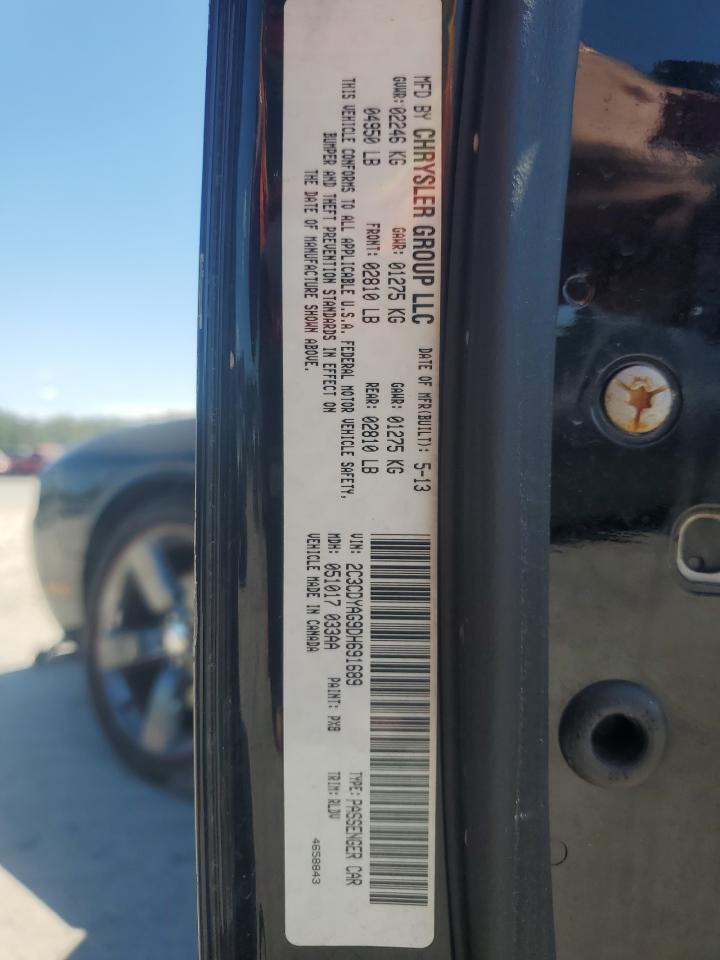 MFD BY CHRYSLER GROUP LLC
DATE OF MFR(BUILT): 5-13
GVWR: 02246 KG
GAWR: 01275 KG
GAWR: 01275 KG
04950 LB
FRONT: 02810 LB
REAR: 02810 LB
THIS VEHICLE CONFORMS TO ALL APPLICABLE U.S.A. FEDERAL MOTOR VEHICLE SAFETY,
BUMPER AND THEFT PREVENTION STANDARDS IN EFFECT ON
THE DATE OF MANUFACTURE SHOWN ABOVE.
VIN: 2C3CDYAG9DH691689
TYPE: PASSENGER CAR
MDH: 051017 033AA
PAINT: PX8
TRIM: RLDV
VEHICLE MADE IN CANADA
4658843